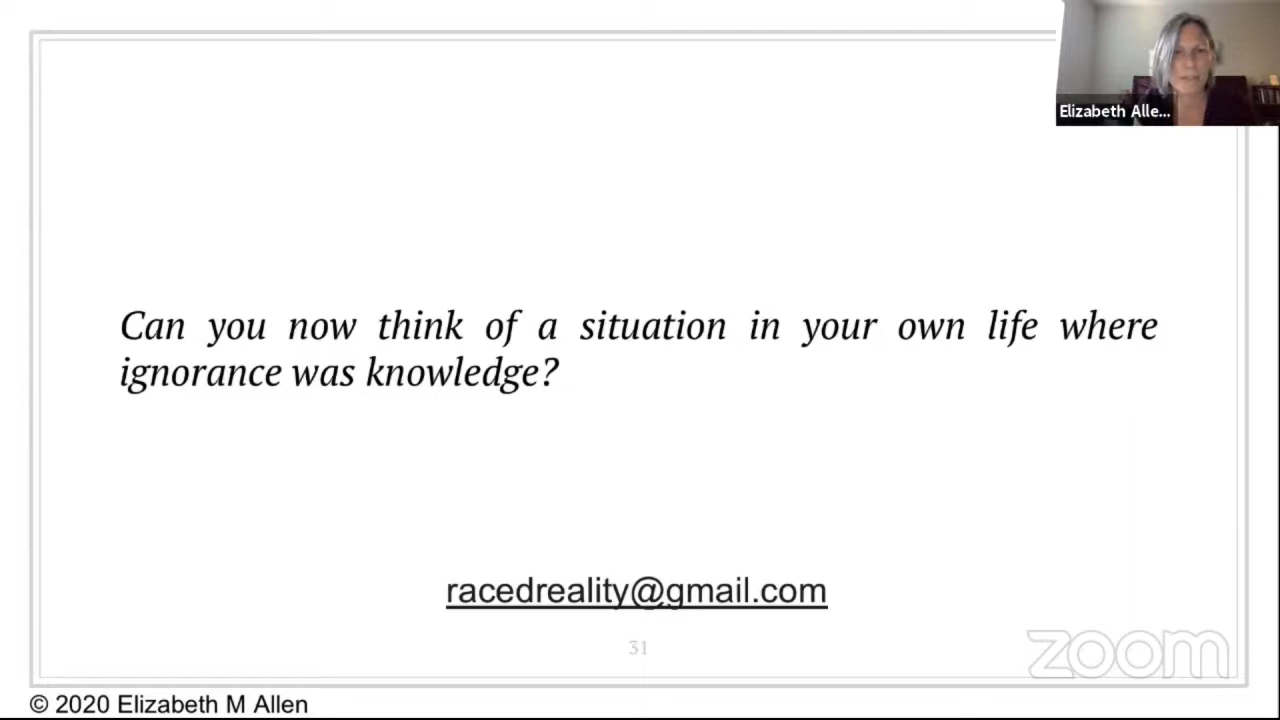 Elizabeth Alle...
Can you now think of a situation in your own life where
ignorance was knowledge?
racedreality@gmail.com
31
zoom
© 2020 Elizabeth M Allen